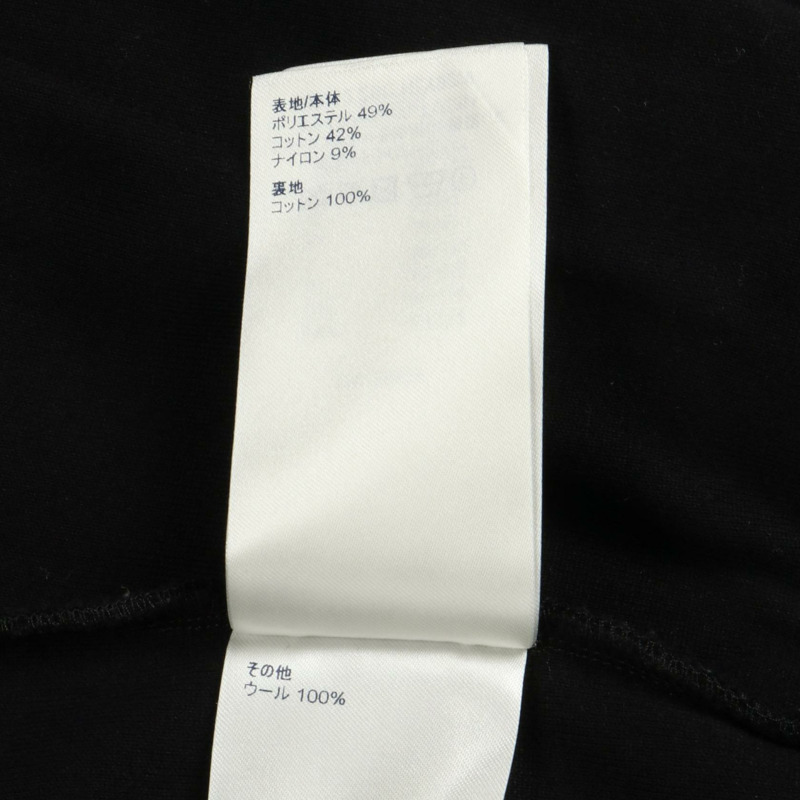 表地/本体
ポリエステル 49%
コットン 42%
ナイロン 9%
裏地
コットン 100%
その他
ウール 100%